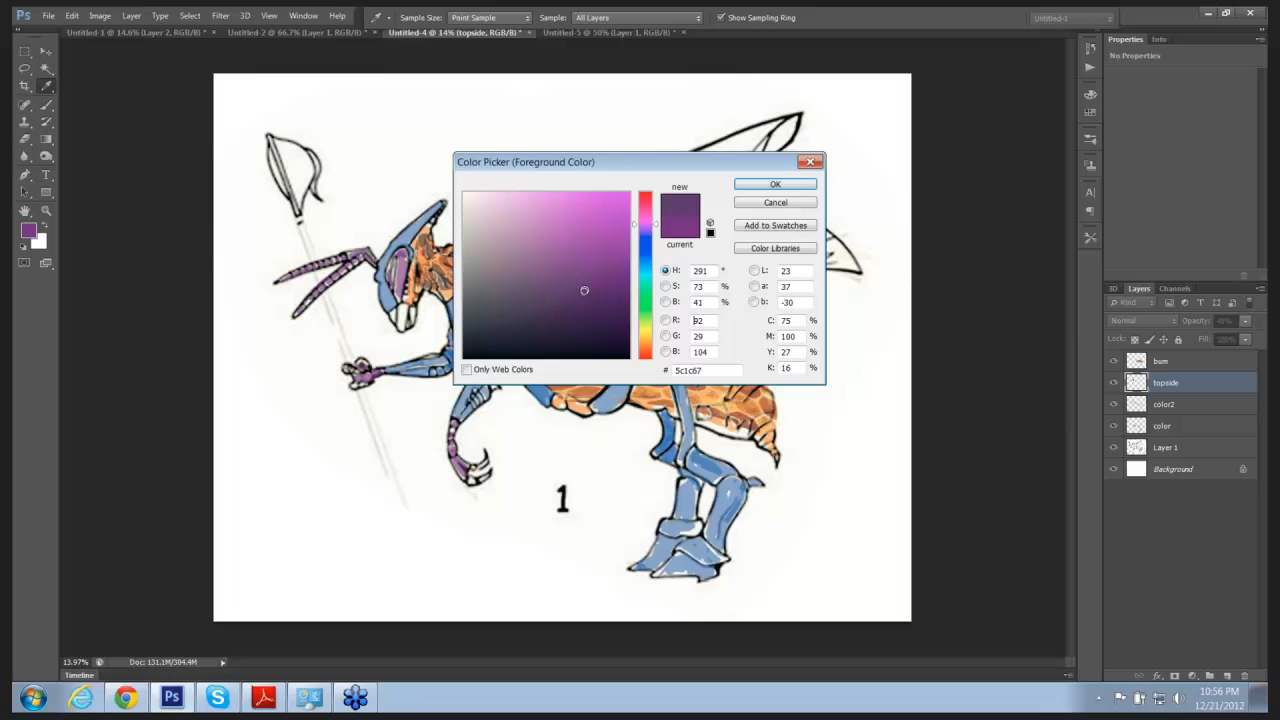 Ps File Edit Image Layer Type Select Filter 3D View Window Help Sample Size: Point Sample Sample: All Layers Show Sampling Ring Untitled-1
Untitled-1 @ 14.6% (Layer 2, RGB/8) * × Untitled-2 @ 66.7% (Layer 1, RGB/8) * × Untitled-4 @ 14% (topside, RGB/8) * × Untitled-5 @ 50% (Layer 1, RGB/8) * ×
Properties Info
No Properties
Color Picker (Foreground Color)
new
OK
Cancel
Add to Swatches
current
Color Libraries
H: 291 ° L: 23
S: 73 % a: 37
B: 41 % b: -30
R: 92 C: 75 %
G: 29 M: 100 %
B: 104 Y: 27 %
K: 16 %
Only Web Colors # 5c1c67
3D Layers Channels
Kind
Normal Opacity:
Lock: Fill:
bum
topside
color2
color
Layer 1
Background
1
13.97% Doc: 131.1M/304.4M
Timeline
Ps
10:56 PM
12/21/2012